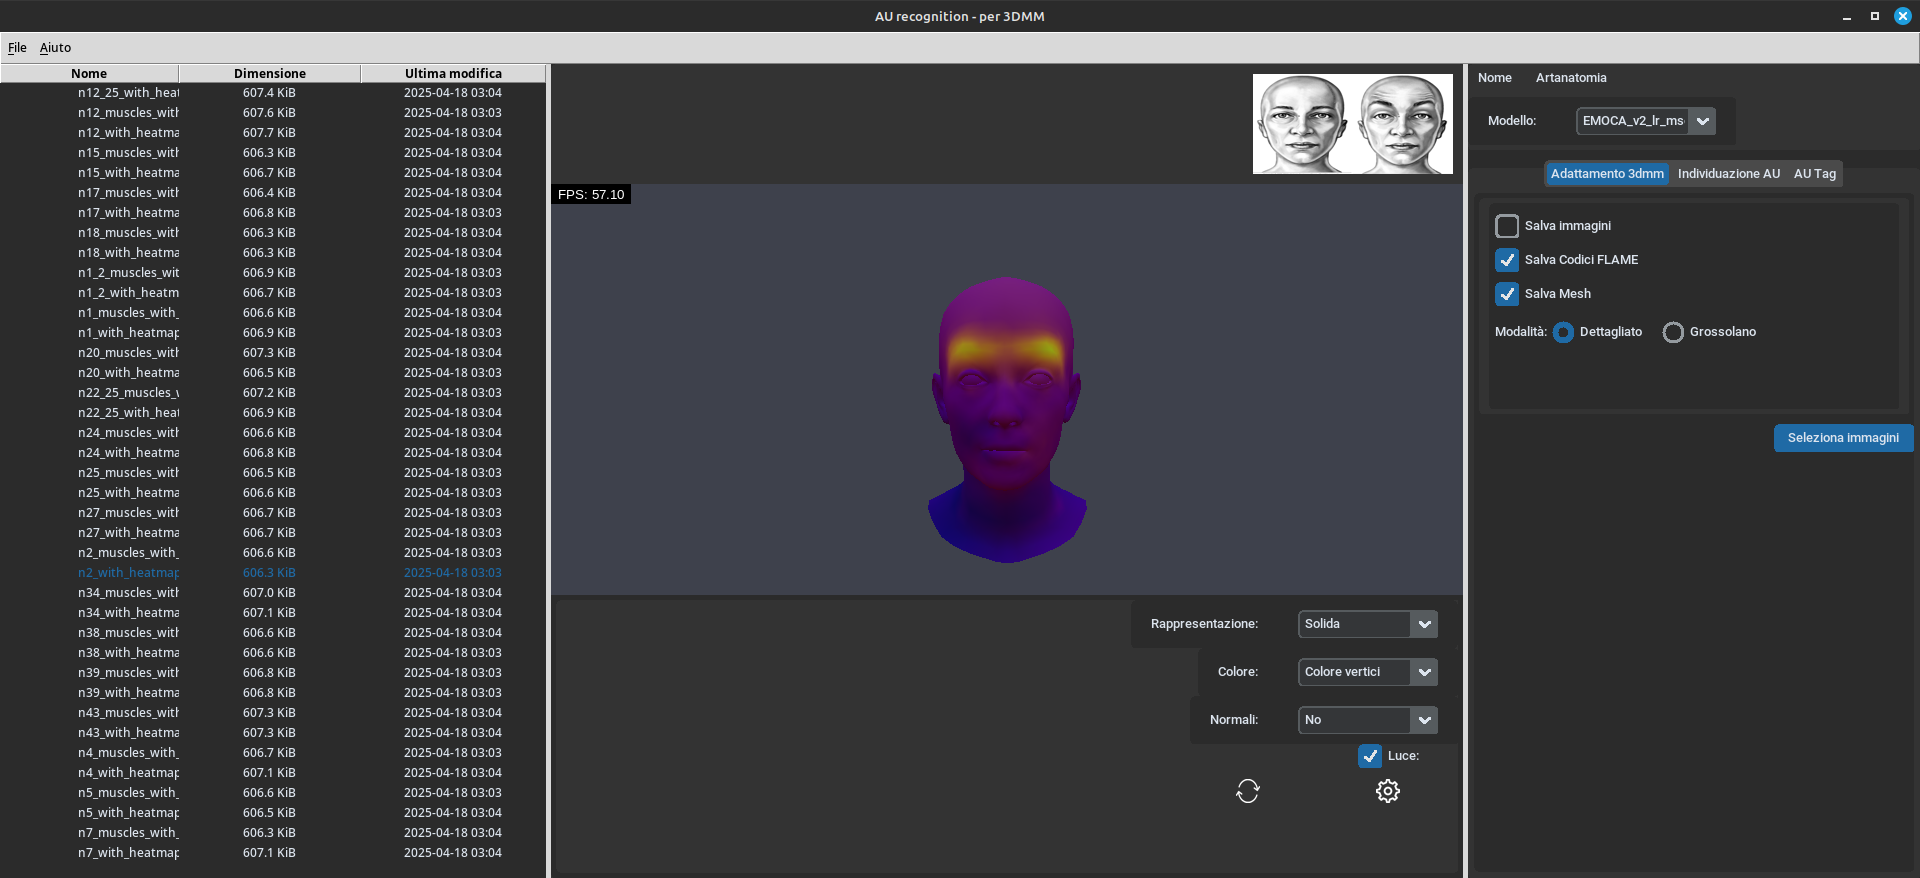 AU recognition - per 3DMM
File Aiuto
Nome Dimensione Ultima modifica
n12_25_with_heat 607.4 KiB 2025-04-18 03:04
n12_muscles_with 607.6 KiB 2025-04-18 03:03
n12_with_heatma 607.7 KiB 2025-04-18 03:04
n15_muscles_with 606.3 KiB 2025-04-18 03:04
n15_with_heatma 606.7 KiB 2025-04-18 03:04
n17_muscles_with 606.4 KiB 2025-04-18 03:04
n17_with_heatma 606.8 KiB 2025-04-18 03:03
n18_muscles_with 606.3 KiB 2025-04-18 03:04
n18_with_heatma 606.3 KiB 2025-04-18 03:04
n1_2_muscles_wit 606.9 KiB 2025-04-18 03:03
n1_2_with_heatm 606.7 KiB 2025-04-18 03:03
n1_muscles_with_ 606.6 KiB 2025-04-18 03:04
n1_with_heatmap 606.9 KiB 2025-04-18 03:03
n20_muscles_with 607.3 KiB 2025-04-18 03:04
n20_with_heatma 606.5 KiB 2025-04-18 03:03
n22_25_muscles_w 607.2 KiB 2025-04-18 03:03
n22_25_with_heat 606.9 KiB 2025-04-18 03:04
n24_muscles_with 606.6 KiB 2025-04-18 03:04
n24_with_heatma 606.8 KiB 2025-04-18 03:04
n25_muscles_with 606.5 KiB 2025-04-18 03:03
n25_with_heatma 606.6 KiB 2025-04-18 03:03
n27_muscles_with 606.7 KiB 2025-04-18 03:03
n27_with_heatma 606.7 KiB 2025-04-18 03:03
n2_muscles_with_ 606.6 KiB 2025-04-18 03:03
n2_with_heatmap 606.3 KiB 2025-04-18 03:03
n34_muscles_with 607.0 KiB 2025-04-18 03:04
n34_with_heatma 607.1 KiB 2025-04-18 03:04
n38_muscles_with 606.6 KiB 2025-04-18 03:04
n38_with_heatma 606.6 KiB 2025-04-18 03:03
n39_muscles_with 606.8 KiB 2025-04-18 03:03
n39_with_heatma 606.8 KiB 2025-04-18 03:03
n43_muscles_with 607.3 KiB 2025-04-18 03:04
n43_with_heatma 607.3 KiB 2025-04-18 03:04
n4_muscles_with_ 606.7 KiB 2025-04-18 03:03
n4_with_heatmap 607.1 KiB 2025-04-18 03:04
n5_muscles_with_ 606.6 KiB 2025-04-18 03:03
n5_with_heatmap 606.5 KiB 2025-04-18 03:04
n7_muscles_with_ 606.3 KiB 2025-04-18 03:04
n7_with_heatmap 607.1 KiB 2025-04-18 03:04
FPS: 57.10
Rappresentazione: Solida
Colore: Colore vertici
Normali: No
Luce:
Nome Artanatomia
Modello: EMOCA_v2_lr_ms
Adattamento 3dmm Individuazione AU AU Tag
Salva immagini
Salva Codici FLAME
Salva Mesh
Modalità: Dettagliato Grossolano
Seleziona immagini